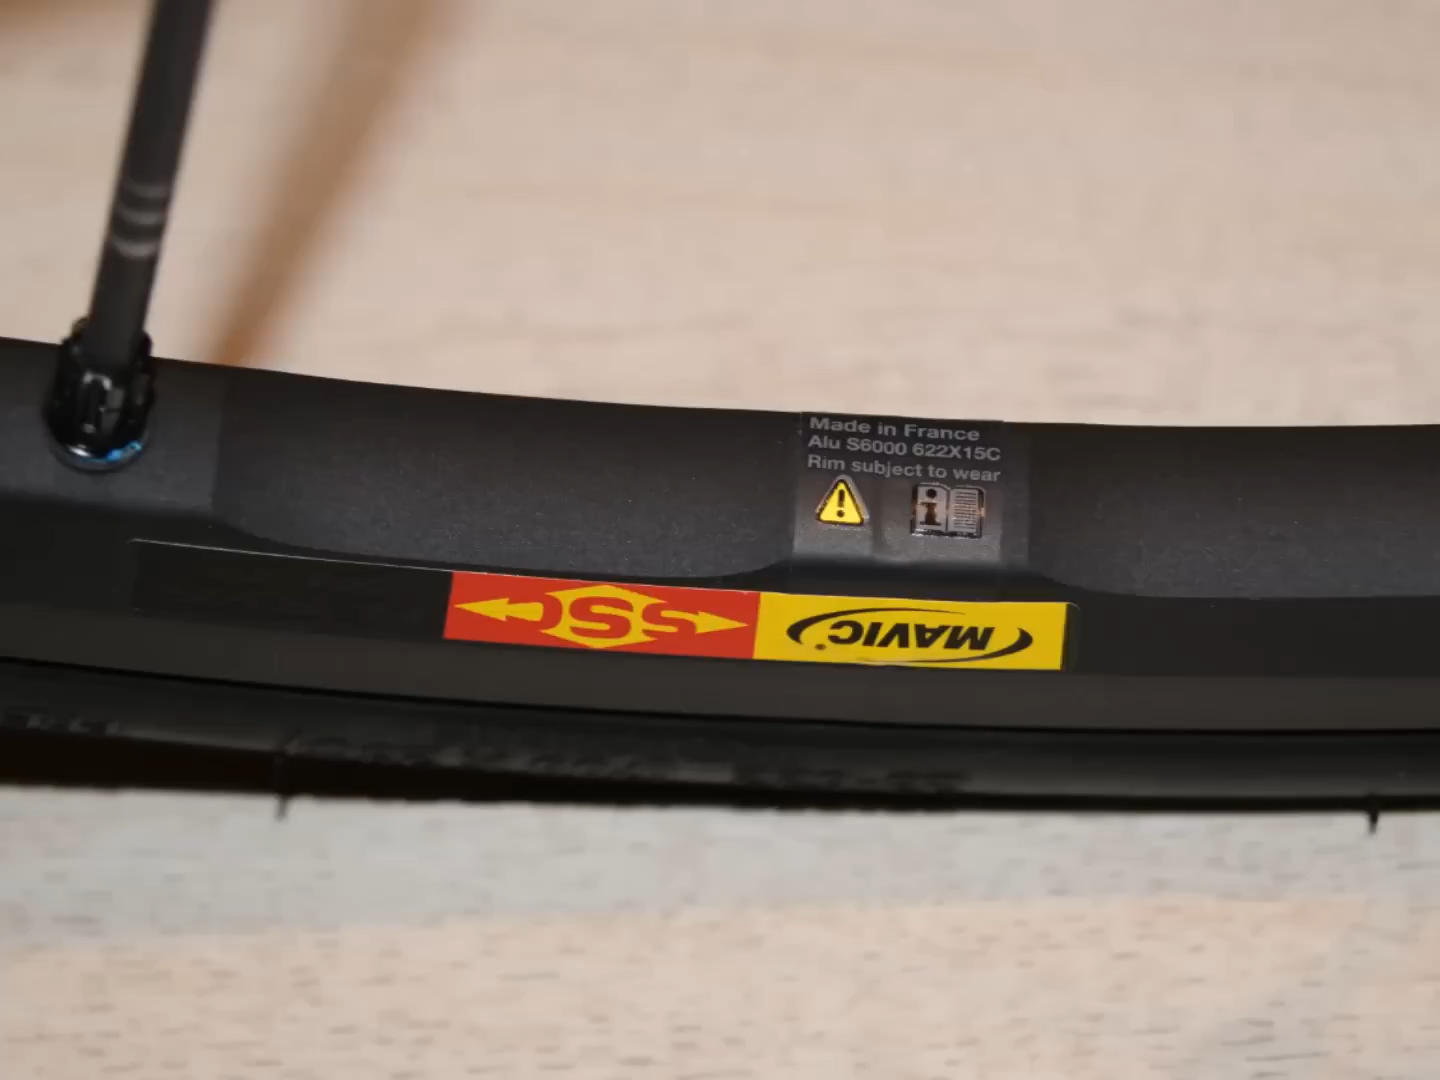 Made in France
Alu S6000 622X15C
Rim subject to wear
MAVIC
SSC